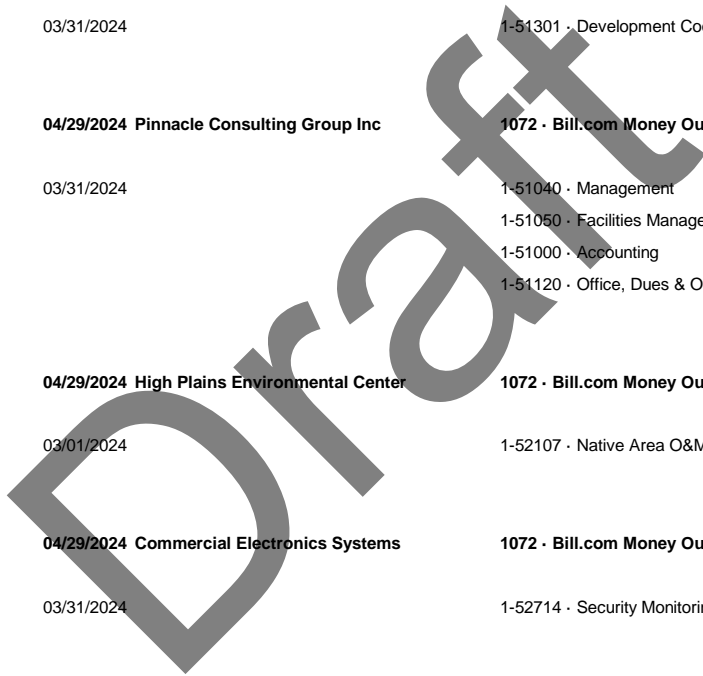 03/31/2024 1-51301 · Development Co
04/29/2024 Pinnacle Consulting Group Inc 1072 · Bill.com Money Ou
03/31/2024 1-51040 · Management
1-51050 · Facilities Manage
1-51000 · Accounting
1-51120 · Office, Dues & O
04/29/2024 High Plains Environmental Center 1072 · Bill.com Money Ou
03/01/2024 1-52107 · Native Area O&M
04/29/2024 Commercial Electronics Systems 1072 · Bill.com Money Ou
03/31/2024 1-52714 · Security Monitorin
Draft